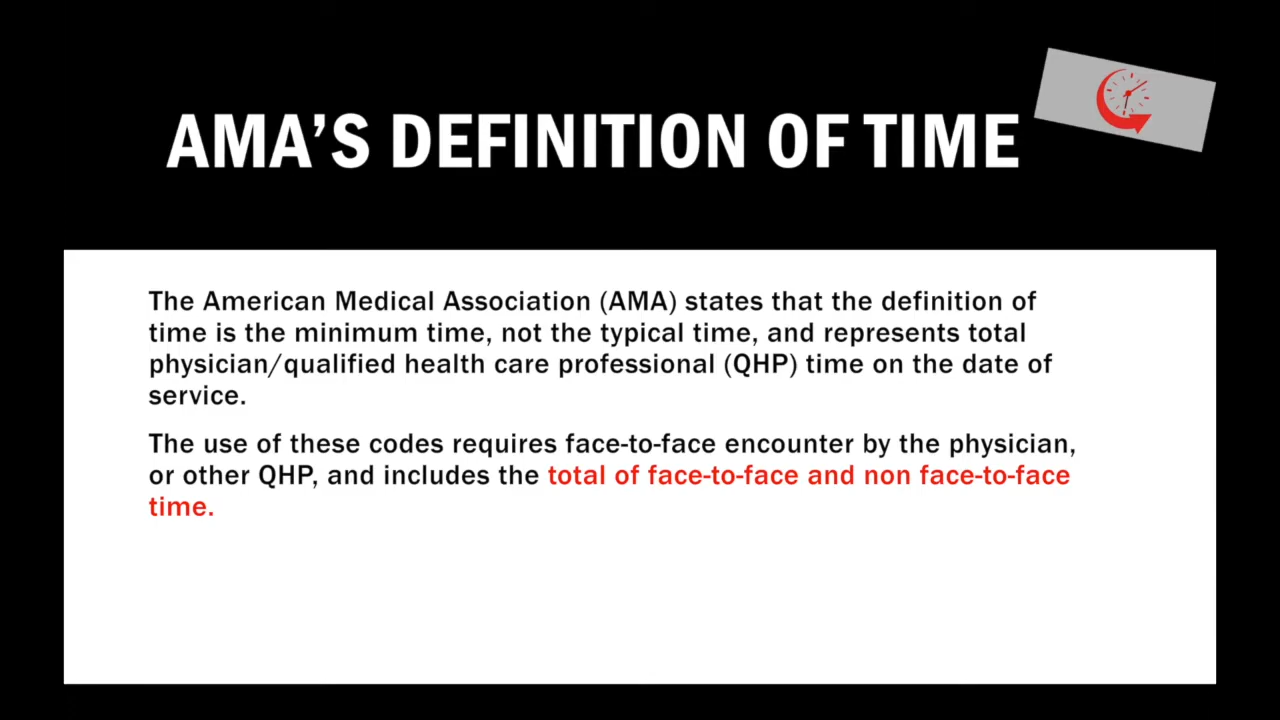 AMA’S DEFINITION OF TIME
The American Medical Association (AMA) states that the definition of
time is the minimum time, not the typical time, and represents total
physician/qualified health care professional (QHP) time on the date of
service.
The use of these codes requires face-to-face encounter by the physician,
or other QHP, and includes the total of face-to-face and non face-to-face
time.